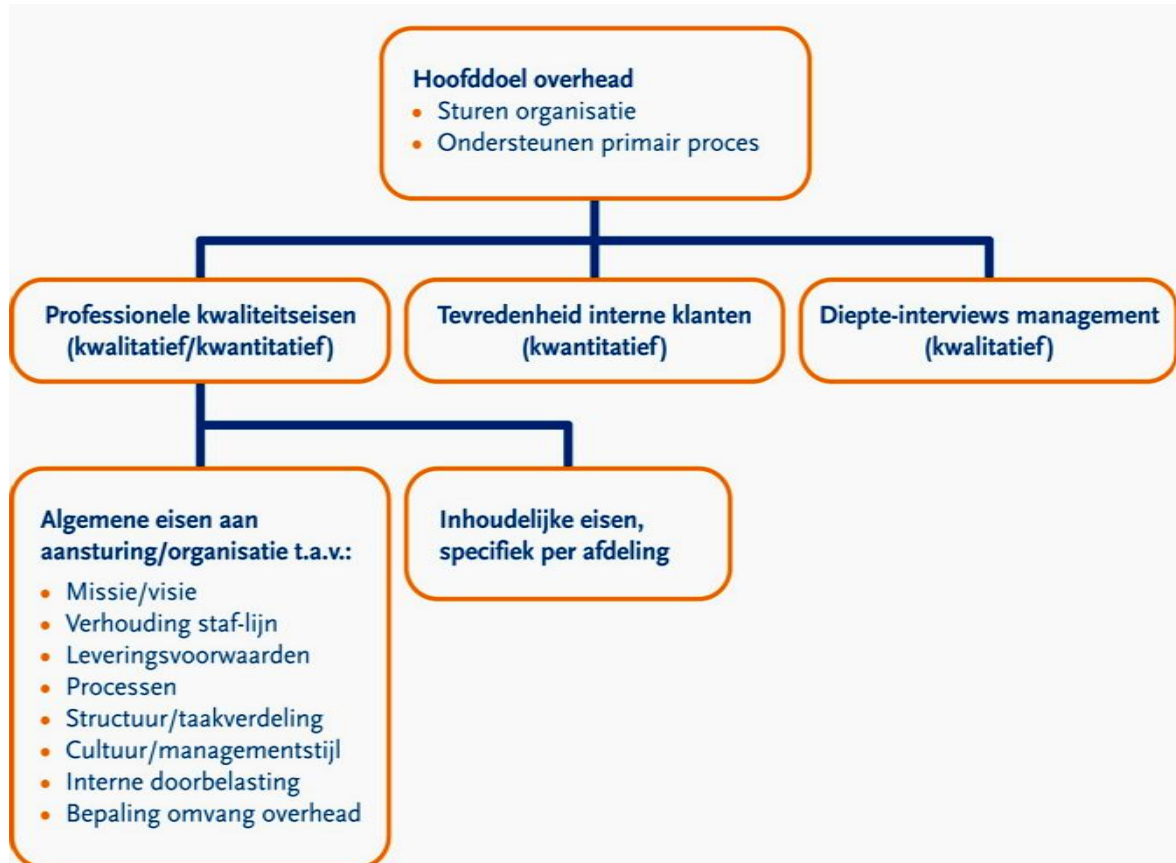 Hoofddoel overhead
• Sturen organisatie
• Ondersteunen primair proces
Professionele kwaliteitseisen
(kwalitatief/kwantitatief)
Tevredenheid interne klanten
(kwantitatief)
Diepte-interviews management
(kwalitatief)
Algemene eisen aan
aansturing/organisatie t.a.v.:
• Missie/visie
• Verhouding staf-lijn
• Leveringsvoorwaarden
• Processen
• Structuur/taakverdeling
• Cultuur/managementstijl
• Interne doorbelasting
• Bepaling omvang overhead
Inhoudelijke eisen,
specifiek per afdeling